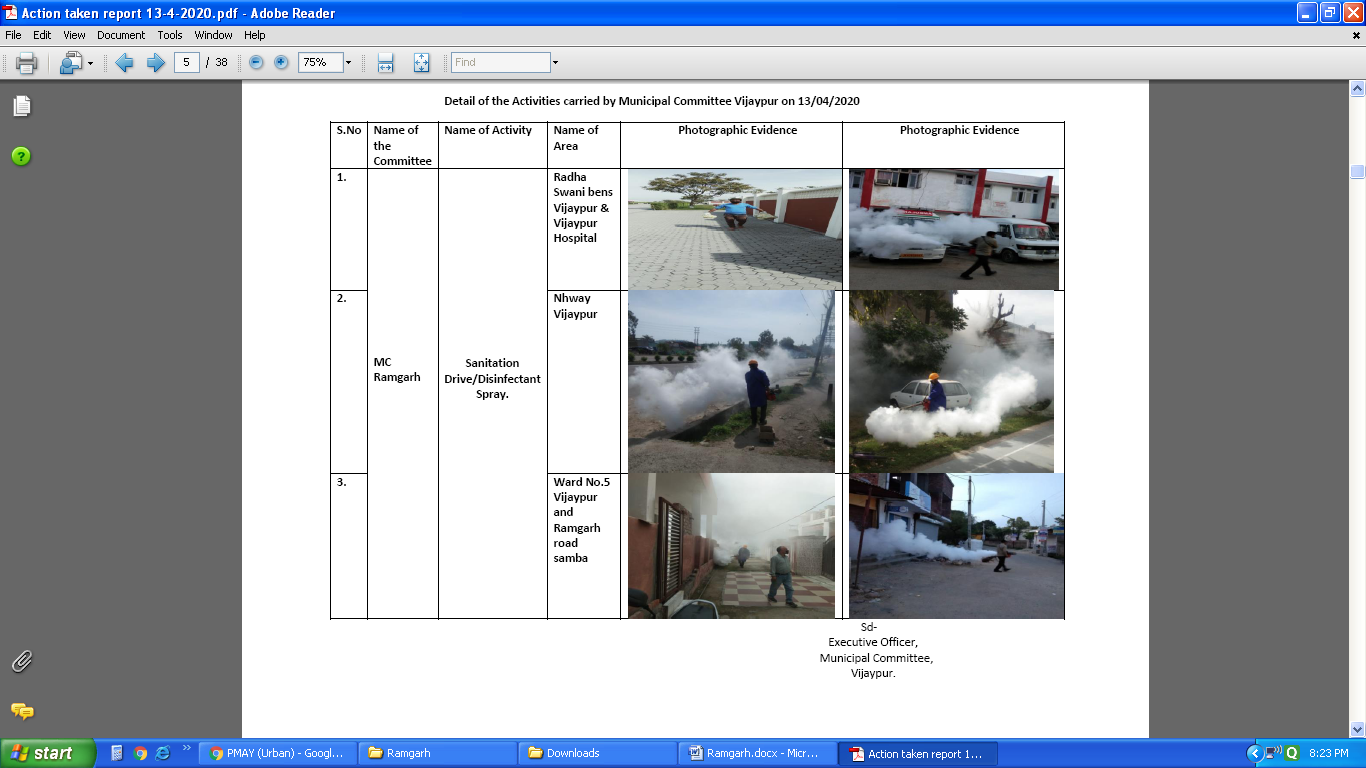 Action taken report 13-4-2020.pdf - Adobe Reader
File Edit View Document Tools Window Help
5 / 38 75% Find
Detail of the Activities carried by Municipal Committee Vijaypur on 13/04/2020
S.No
Name of
the
Committee
Name of Activity
Name of
Area
Photographic Evidence
Photographic Evidence
1.
Radha
Swani bens
Vijaypur &
Vijaypur
Hospital
2.
Nhway
Vijaypur
MC
Ramgarh
Sanitation
Drive/Disinfectant
Spray.
3.
Ward No.5
Vijaypur
and
Ramgarh
road
samba
Sd-
Executive Officer,
Municipal Committee,
Vijaypur.
start
PMAY (Urban) - Googl...
Ramgarh
Downloads
Ramgarh.docx - Micr...
Action taken report 1...
8:23 PM